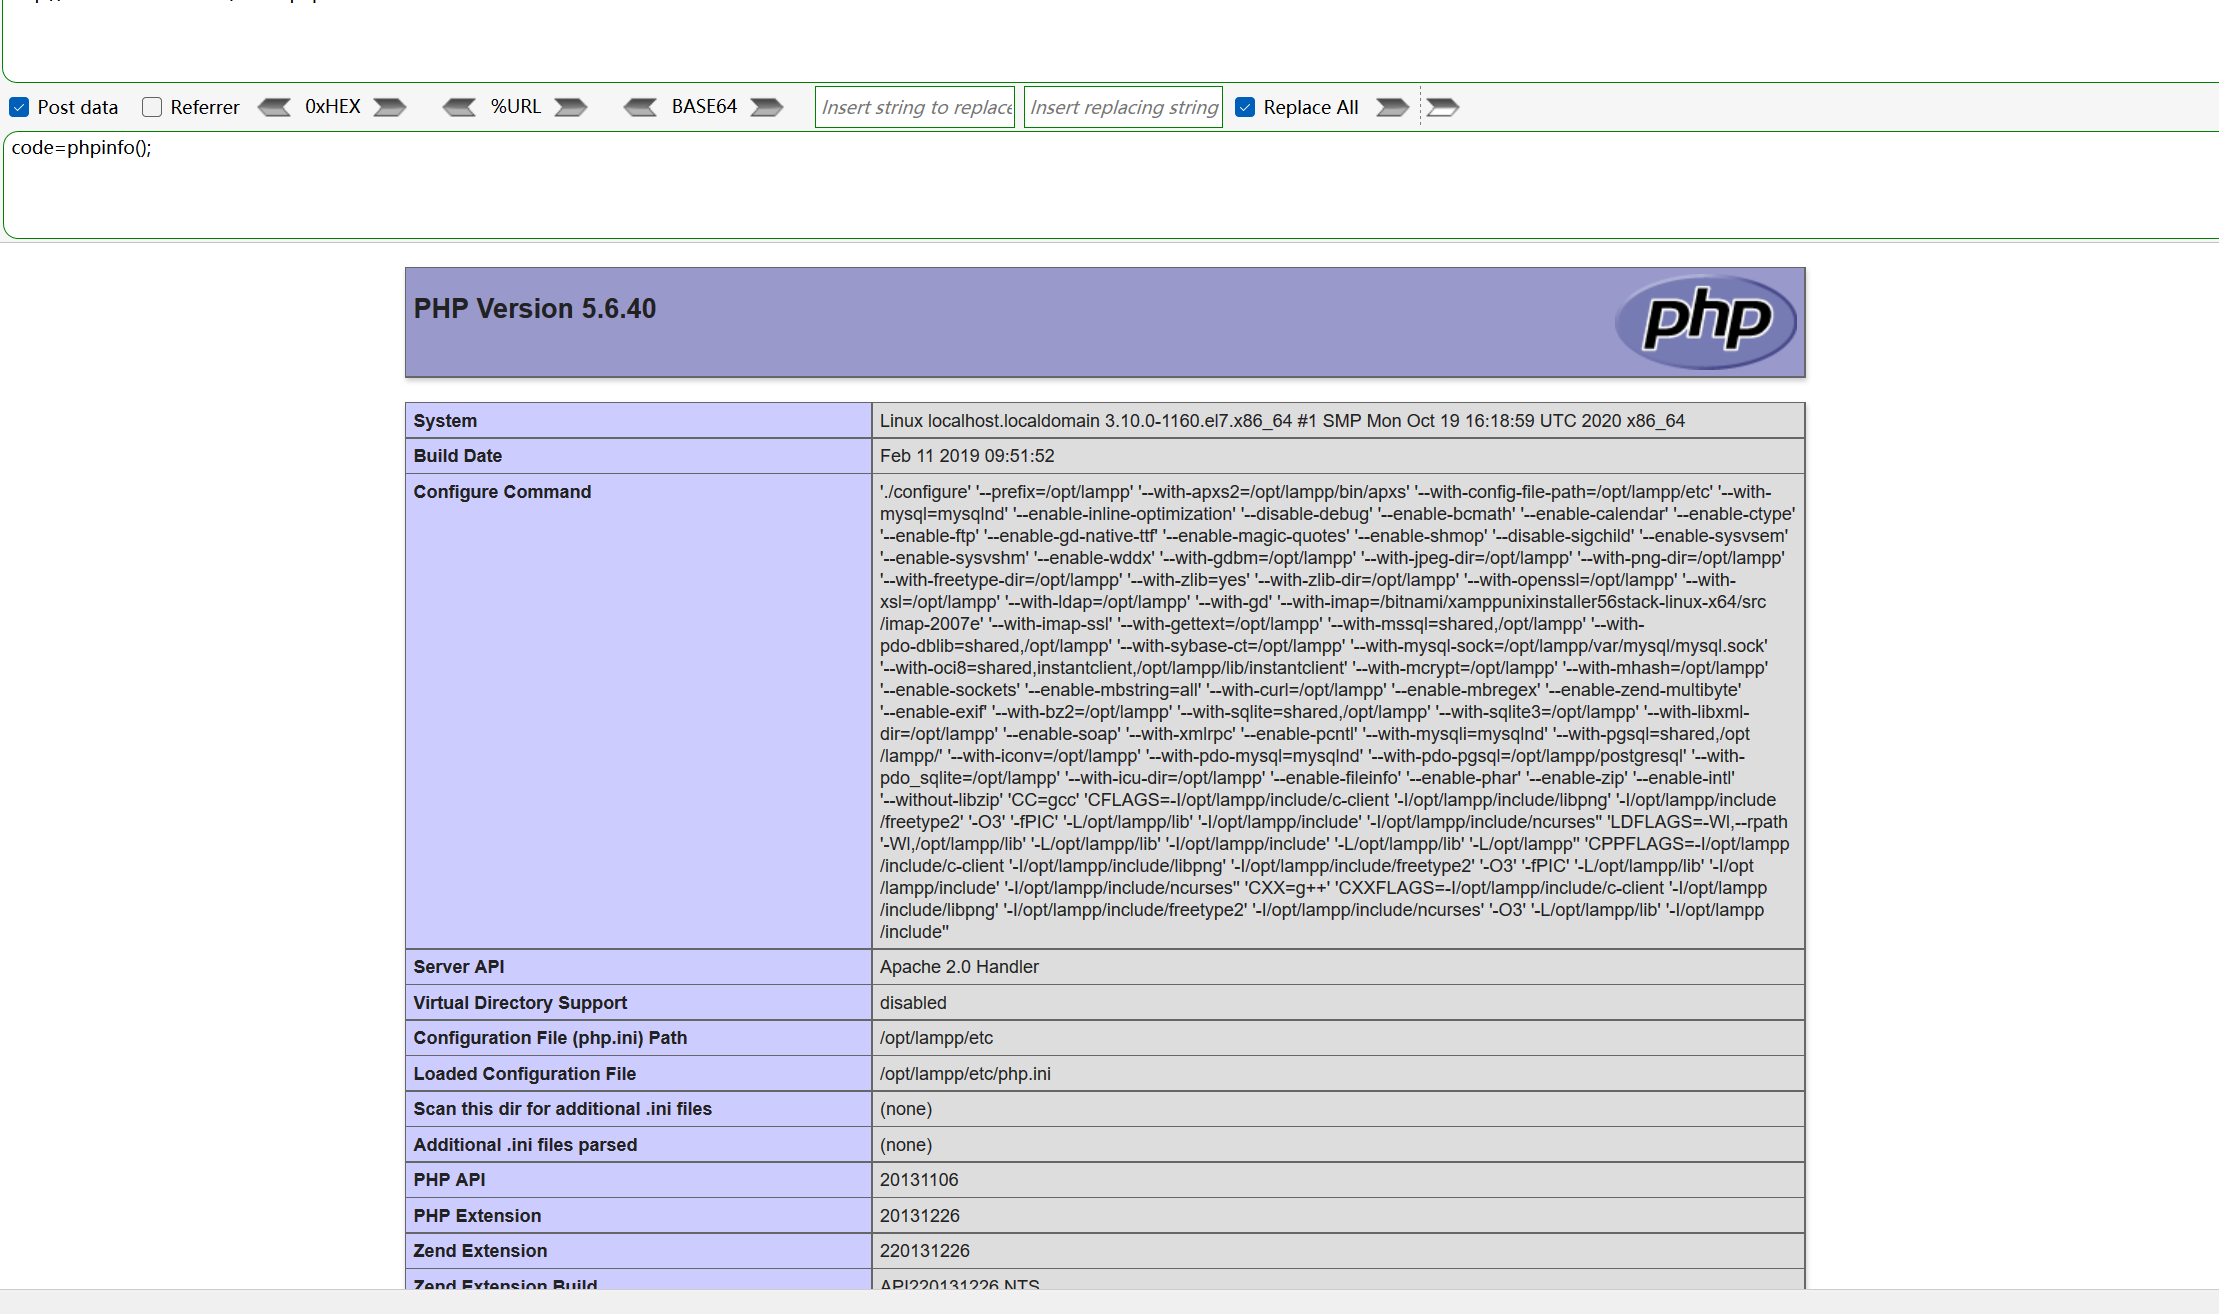 Post data Referrer 0xHEX %URL BASE64 Insert string to replace Insert replacing string Replace All
code=phpinfo();
PHP Version 5.6.40
php
System Linux localhost.localdomain 3.10.0-1160.el7.x86_64 #1 SMP Mon Oct 19 16:18:59 UTC 2020 x86_64
Build Date Feb 11 2019 09:51:52
Configure Command './configure' '--prefix=/opt/lampp' '--with-apxs2=/opt/lampp/bin/apxs' '--with-config-file-path=/opt/lampp/etc' '--with-
mysql=mysqlnd' '--enable-inline-optimization' '--disable-debug' '--enable-bcmath' '--enable-calendar' '--enable-ctype'
'--enable-ftp' '--enable-gd-native-ttf' '--enable-magic-quotes' '--enable-shmop' '--disable-sigchild' '--enable-sysvsem'
'--enable-sysvshm' '--enable-wddx' '--with-gdbm=/opt/lampp' '--with-jpeg-dir=/opt/lampp' '--with-png-dir=/opt/lampp'
'--with-freetype-dir=/opt/lampp' '--with-zlib=yes' '--with-zlib-dir=/opt/lampp' '--with-openssl=/opt/lampp' '--with-
xsl=/opt/lampp' '--with-ldap=/opt/lampp' '--with-gd' '--with-imap=/bitnami/xamppunixinstaller56stack-linux-x64/src
/imap-2007e' '--with-imap-ssl' '--with-gettext=/opt/lampp' '--with-mssql=shared,/opt/lampp' '--with-
pdo-dblib=shared,/opt/lampp' '--with-sybase-ct=/opt/lampp' '--with-mysql-sock=/opt/lampp/var/mysql/mysql.sock'
'--with-oci8=shared,instantclient,/opt/lampp/lib/instantclient' '--with-mcrypt=/opt/lampp' '--with-mhash=/opt/lampp'
'--enable-sockets' '--enable-mbstring=all' '--with-curl=/opt/lampp' '--enable-mbregex' '--enable-zend-multibyte'
'--enable-exif' '--with-bz2=/opt/lampp' '--with-sqlite=shared,/opt/lampp' '--with-sqlite3=/opt/lampp' '--with-libxml-
dir=/opt/lampp' '--enable-soap' '--with-xmlrpc' '--enable-pcntl' '--with-mysqli=mysqlnd' '--with-pgsql=shared,/opt
/lampp/' '--with-iconv=/opt/lampp' '--with-pdo-mysql=mysqlnd' '--with-pdo-pgsql=/opt/lampp/postgresql' '--with-
pdo_sqlite=/opt/lampp' '--with-icu-dir=/opt/lampp' '--enable-fileinfo' '--enable-phar' '--enable-zip' '--enable-intl'
'--without-libzip' 'CC=gcc' 'CFLAGS=-I/opt/lampp/include/c-client '-I/opt/lampp/include/libpng' '-I/opt/lampp/include
/freetype2' '-O3' '-fPIC' '-L/opt/lampp/lib' '-I/opt/lampp/include' '-I/opt/lampp/include/ncurses'' 'LDFLAGS=-Wl,--rpath
'-Wl,/opt/lampp/lib' '-L/opt/lampp/lib' '-I/opt/lampp/include' '-L/opt/lampp/lib' '-L/opt/lampp'' 'CPPFLAGS=-I/opt/lampp
/include/c-client '-I/opt/lampp/include/libpng' '-I/opt/lampp/include/freetype2' '-O3' '-fPIC' '-L/opt/lampp/lib' '-I/opt
/lampp/include' '-I/opt/lampp/include/ncurses'' 'CXX=g++' 'CXXFLAGS=-I/opt/lampp/include/c-client '-I/opt/lampp
/include/libpng' '-I/opt/lampp/include/freetype2' '-I/opt/lampp/include/ncurses' '-O3' '-L/opt/lampp/lib' '-I/opt/lampp
/include''
Server API Apache 2.0 Handler
Virtual Directory Support disabled
Configuration File (php.ini) Path /opt/lampp/etc
Loaded Configuration File /opt/lampp/etc/php.ini
Scan this dir for additional .ini files (none)
Additional .ini files parsed (none)
PHP API 20131106
PHP Extension 20131226
Zend Extension 220131226
Zend Extension Build API220131226,NTS